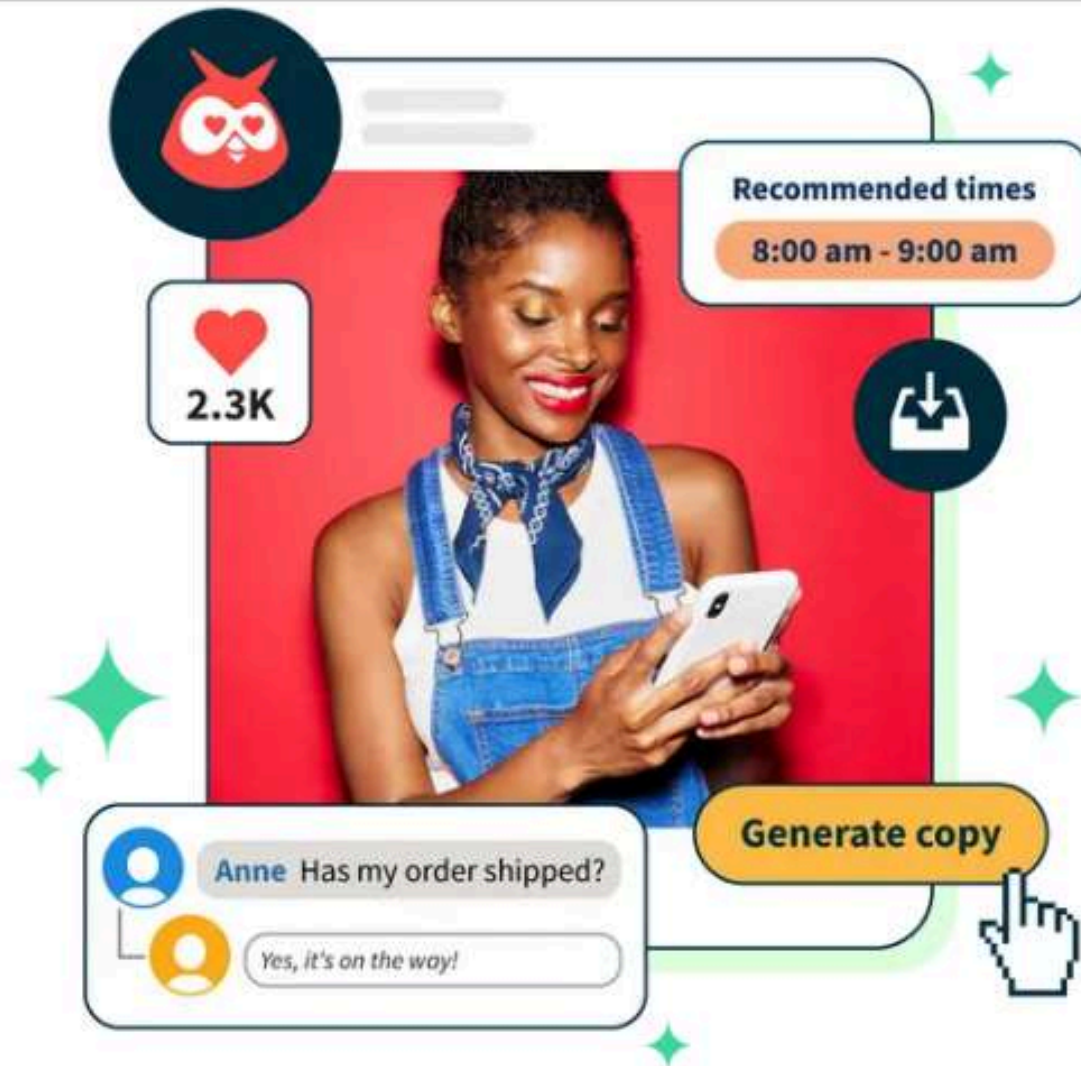 Recommended times
8:00 am - 9:00 am
2.3K
Generate copy
Anne Has my order shipped?
Yes, it's on the way!